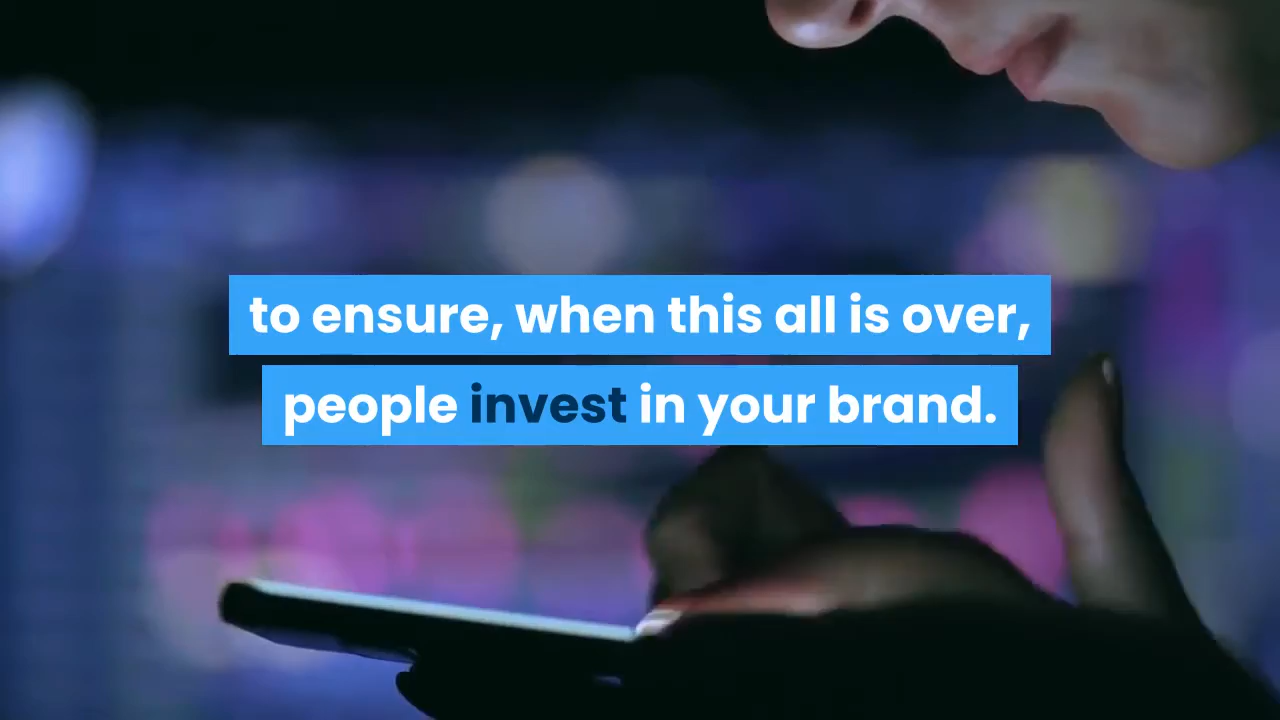 to ensure, when this all is over,
people invest in your brand.